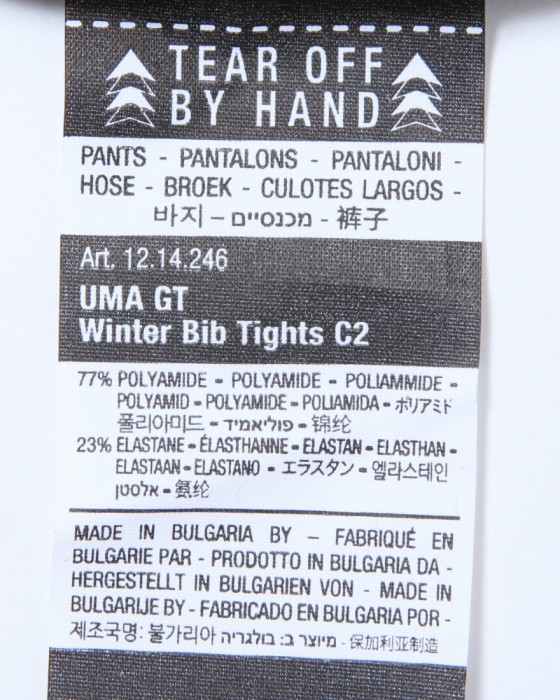 TEAR OFF
BY HAND
PANTS - PANTALONS - PANTALONI -
HOSE - BROEK - CULOTES LARGOS -
바지 – מכנסיים - 裤子
Art. 12.14.246
UMA GT
Winter Bib Tights C2
77% POLYAMIDE - POLYAMIDE - POLIAMMIDE -
POLYAMID - POLYAMIDE - POLIAMIDA - ポリアミド
폴리아미드 - פוליאמיד - 锦纶
23% ELASTANE - ÉLASTHANNE - ELASTAN - ELASTHAN -
ELASTAAN - ELASTANO - エラスタン - 엘라스테인
אלסטן - 氨纶
MADE IN BULGARIA BY – FABRIQUÉ EN
BULGARIE PAR - PRODOTTO IN BULGARIA DA -
HERGESTELLT IN BULGARIEN VON - MADE IN
BULGARIJE BY - FABRICADO EN BULGARIA POR -
제조국명: 불가리아 מיוצר ב: בולגריה - 保加利亚制造